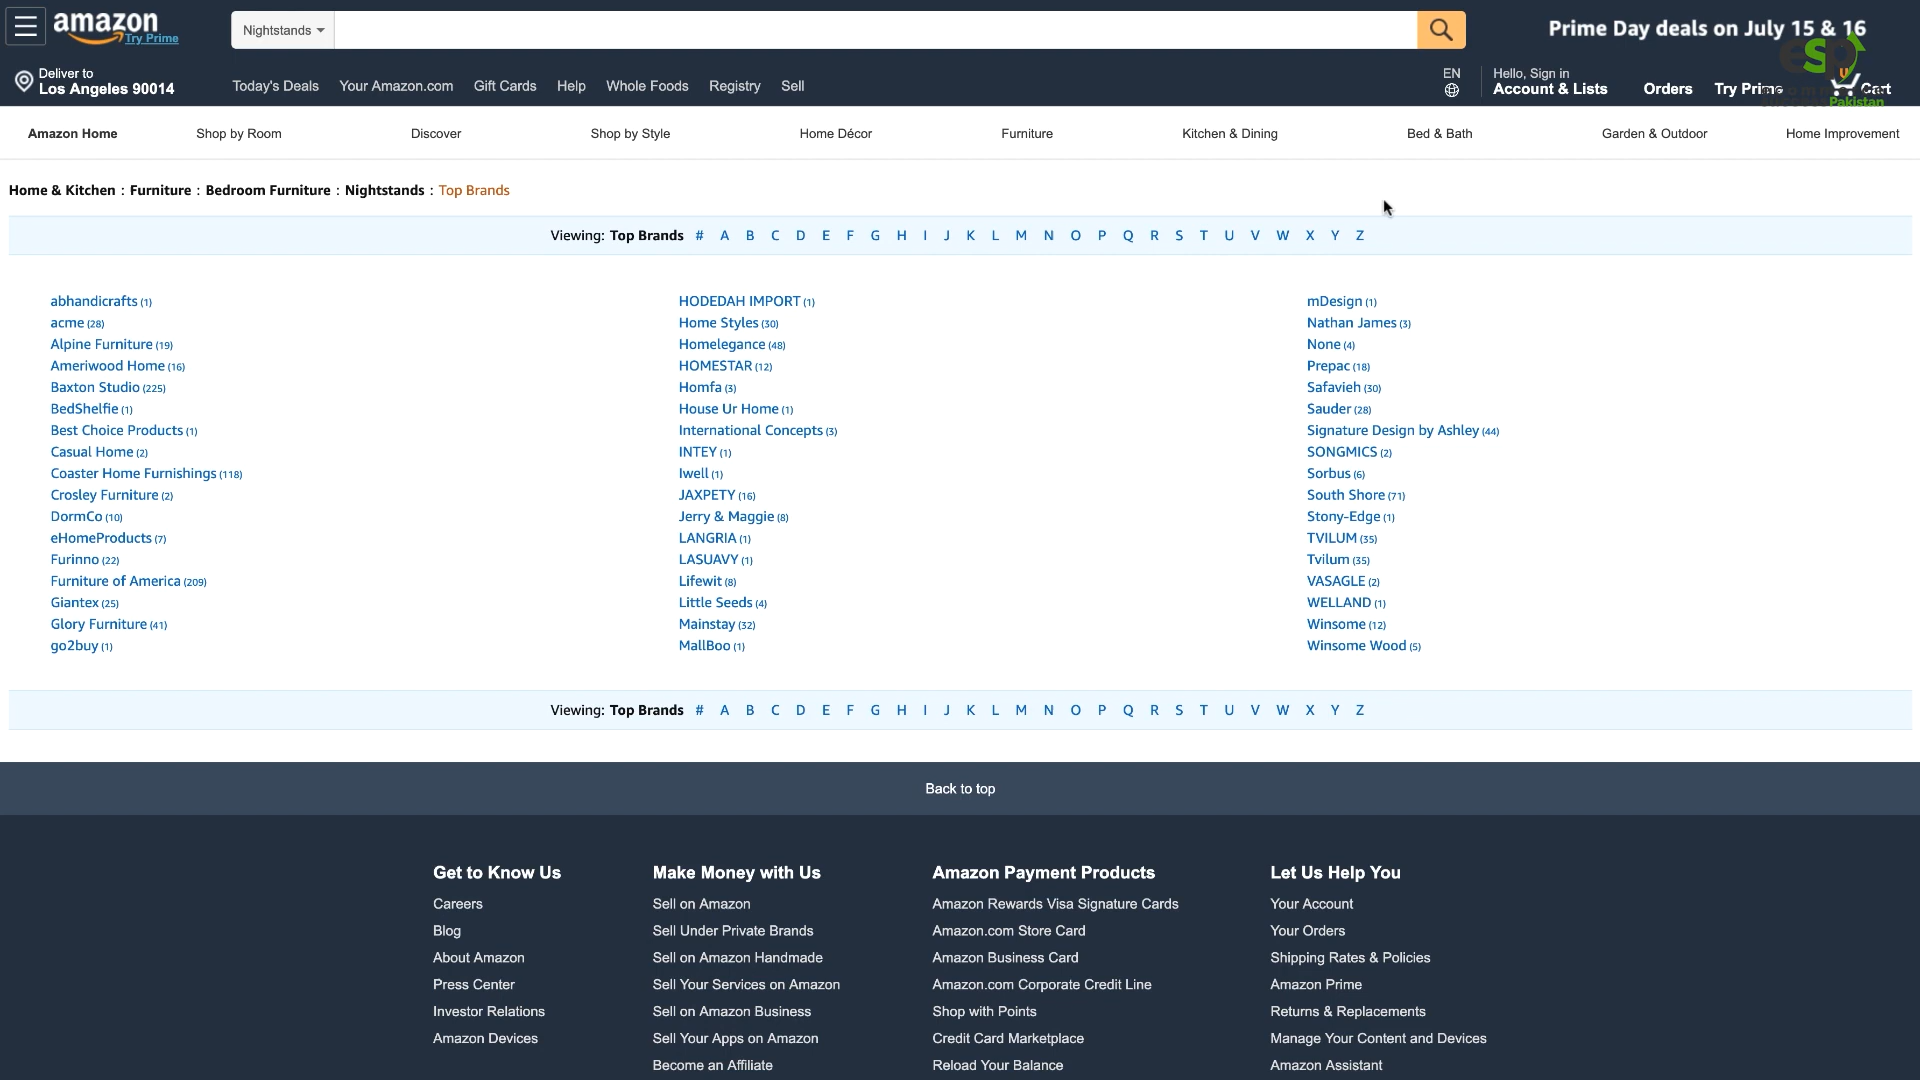 amazon
Try Prime
Nightstands
Prime Day deals on July 15 & 16
esp
u
Pakistan
Deliver to
Los Angeles 90014
Today's Deals Your Amazon.com Gift Cards Help Whole Foods Registry Sell
EN
Hello, Sign in
Account & Lists
Orders
Try Prime
Cart
Amazon Home Shop by Room Discover Shop by Style Home Décor Furniture Kitchen & Dining Bed & Bath Garden & Outdoor Home Improvement
Home & Kitchen : Furniture : Bedroom Furniture : Nightstands : Top Brands
Viewing: Top Brands # A B C D E F G H I J K L M N O P Q R S T U V W X Y Z
abhandicrafts (1)
acme (28)
Alpine Furniture (19)
Ameriwood Home (16)
Baxton Studio (225)
BedShelfie (1)
Best Choice Products (1)
Casual Home (2)
Coaster Home Furnishings (118)
Crosley Furniture (2)
DormCo (10)
eHomeProducts (7)
Furinno (22)
Furniture of America (209)
Giantex (25)
Glory Furniture (41)
go2buy (1)
HODEDAH IMPORT (1)
Home Styles (30)
Homelegance (48)
HOMESTAR (12)
Homfa (3)
House Ur Home (1)
International Concepts (3)
INTEY (1)
Iwell (1)
JAXPETY (16)
Jerry & Maggie (8)
LANGRIA (1)
LASUAVY (1)
Lifewit (8)
Little Seeds (4)
Mainstay (32)
MallBoo (1)
mDesign (1)
Nathan James (3)
None (4)
Prepac (18)
Safavieh (30)
Sauder (28)
Signature Design by Ashley (44)
SONGMICS (2)
Sorbus (6)
South Shore (71)
Stony-Edge (1)
TVILUM (35)
Tvilum (35)
VASAGLE (2)
WELLAND (1)
Winsome (12)
Winsome Wood (5)
Viewing: Top Brands # A B C D E F G H I J K L M N O P Q R S T U V W X Y Z
Back to top
Get to Know Us
Careers
Blog
About Amazon
Press Center
Investor Relations
Amazon Devices
Make Money with Us
Sell on Amazon
Sell Under Private Brands
Sell on Amazon Handmade
Sell Your Services on Amazon
Sell on Amazon Business
Sell Your Apps on Amazon
Become an Affiliate
Amazon Payment Products
Amazon Rewards Visa Signature Cards
Amazon.com Store Card
Amazon Business Card
Amazon.com Corporate Credit Line
Shop with Points
Credit Card Marketplace
Reload Your Balance
Let Us Help You
Your Account
Your Orders
Shipping Rates & Policies
Amazon Prime
Returns & Replacements
Manage Your Content and Devices
Amazon Assistant